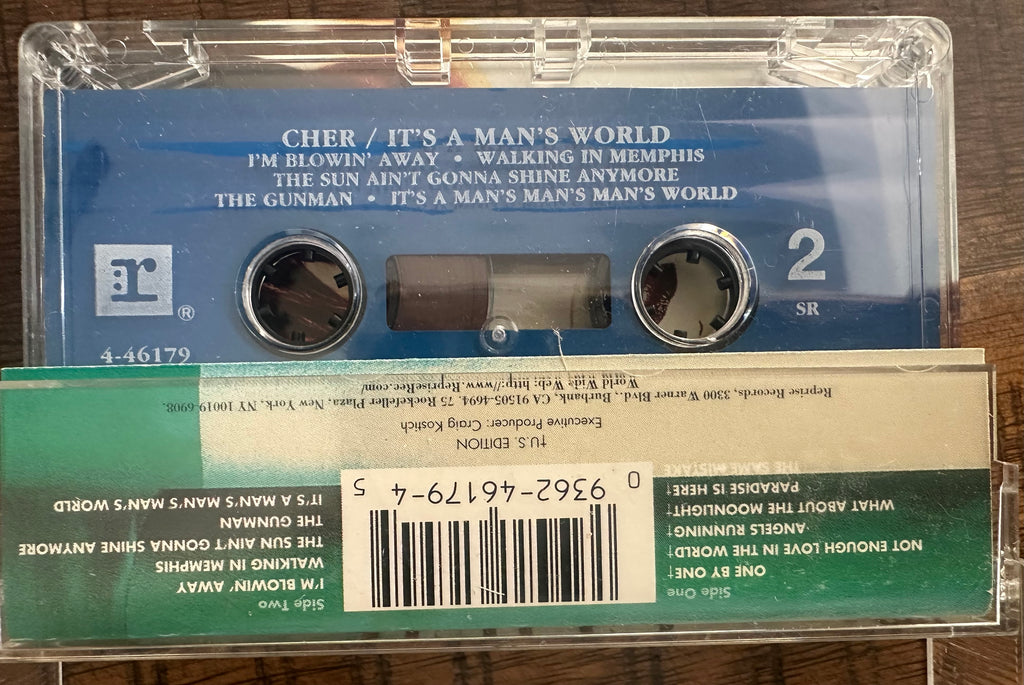 CHER / IT'S A MAN'S WORLD
I'M BLOWIN' AWAY • WALKING IN MEMPHIS
THE SUN AIN'T GONNA SHINE ANYMORE
THE GUNMAN • IT'S A MAN'S MAN'S MAN'S WORLD
r
®
2
SR
4-46179
Side One
ONE BY ONE†
NOT ENOUGH LOVE IN THE WORLD†
ANGELS RUNNING†
WHAT ABOUT THE MOONLIGHT†
PARADISE IS HERE†
THE SAME MISTAKE
0 9362-46179-4 5
Side Two
I'M BLOWIN' AWAY
WALKING IN MEMPHIS
THE SUN AIN'T GONNA SHINE ANYMORE
THE GUNMAN
IT'S A MAN'S MAN'S MAN'S WORLD
†U.S. EDITION
Executive Producer: Craig Kostich
Reprise Records, 3300 Warner Blvd., Burbank, CA 91505-4694. 75 Rockefeller Plaza, New York, NY 10019-6908.
World Wide Web: http://www.RepriseRec.com/